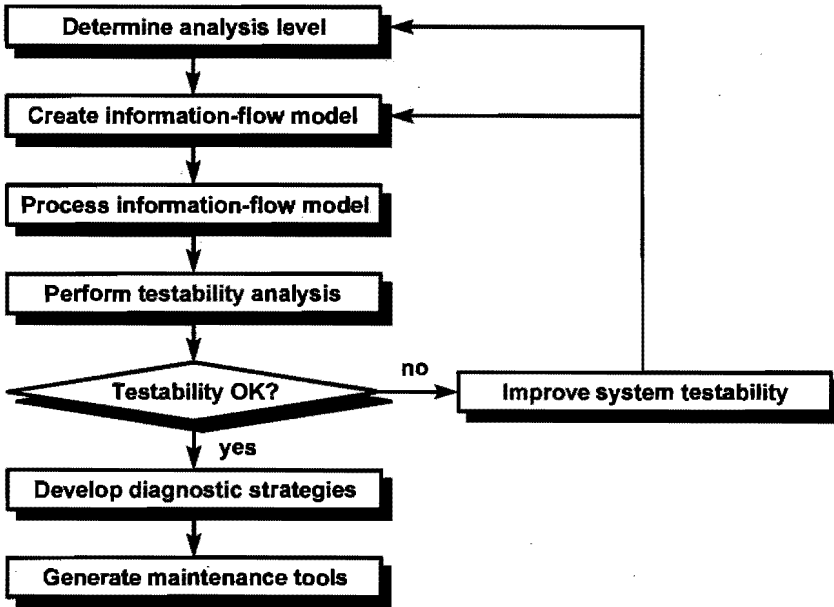 Determine analysis level
Create information-flow model
Process information-flow model
Perform testability analysis
Testability OK?
no
Improve system testability
yes
Develop diagnostic strategies
Generate maintenance tools